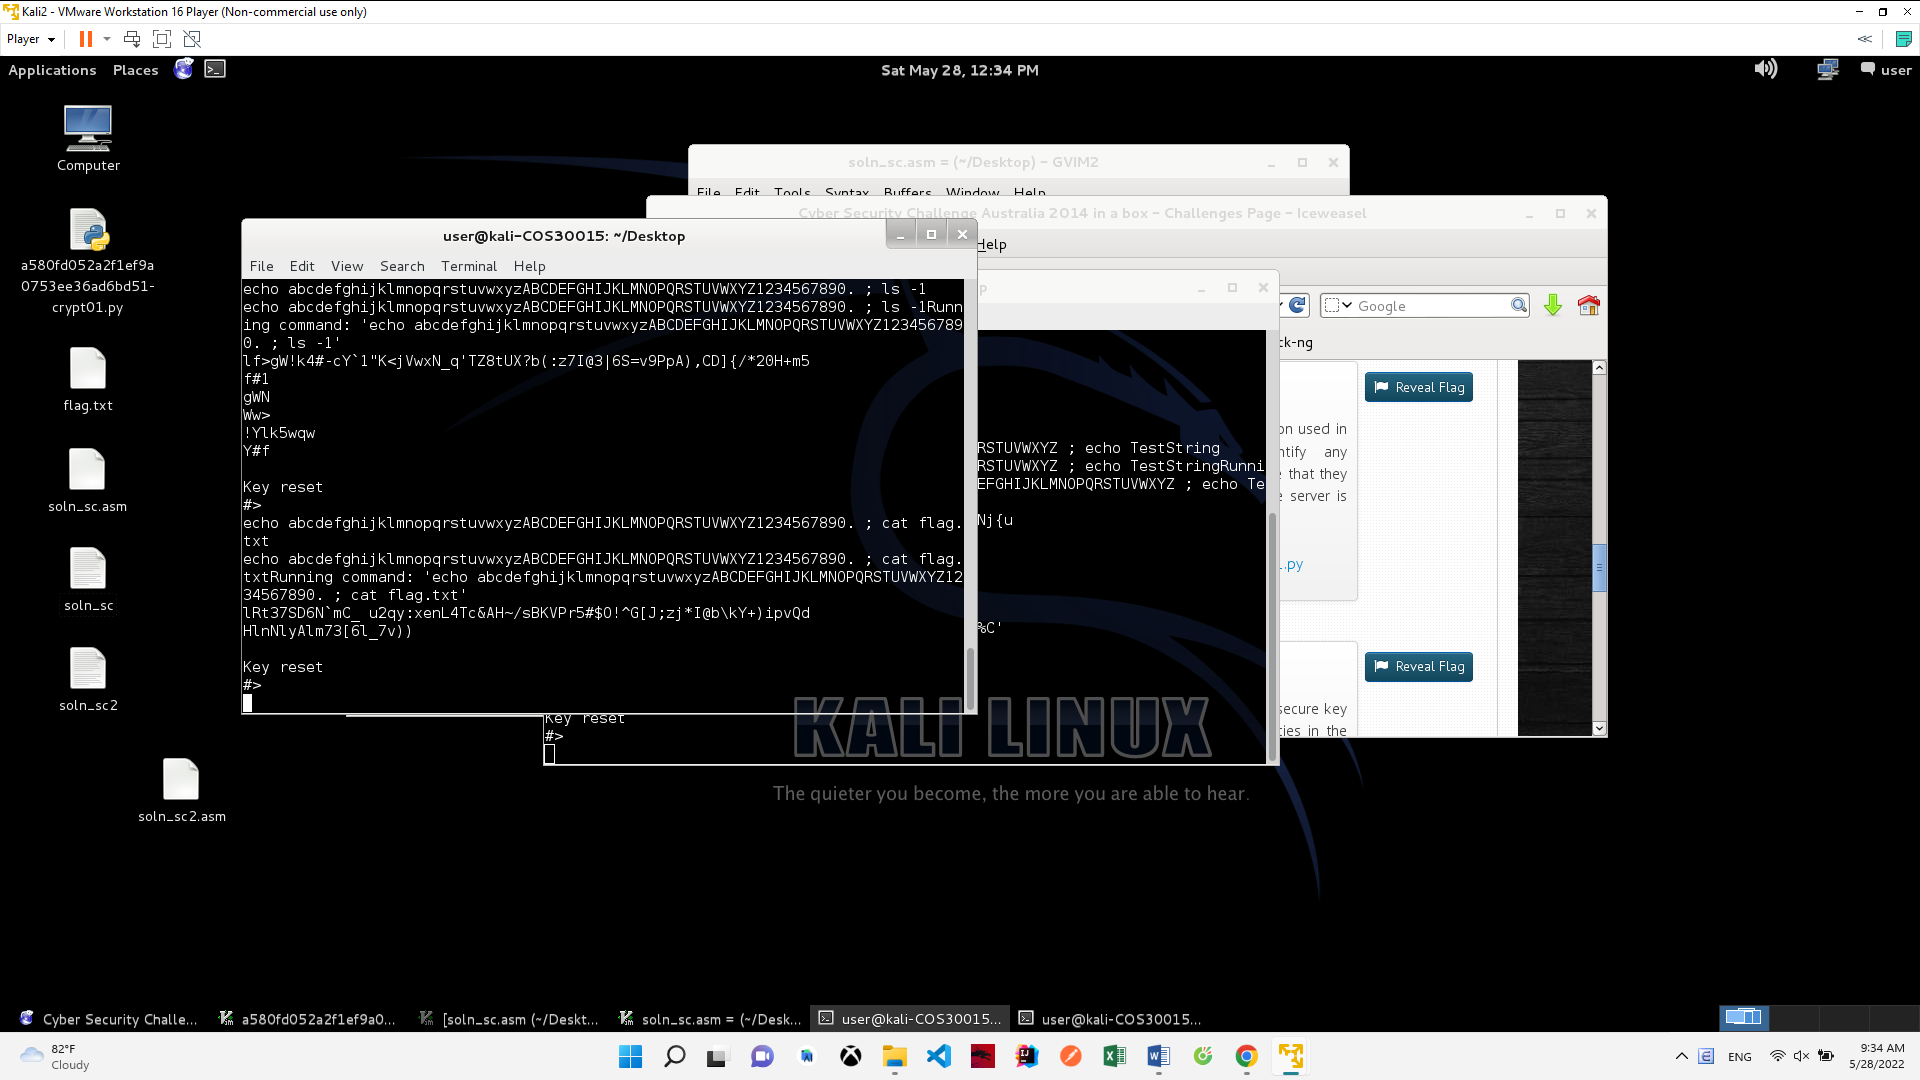 Kali2 - VMware Workstation 16 Player (Non-commercial use only)
Player
Applications Places
Sat May 28, 12:34 PM
user
Computer
a580fd052a2f1ef9a
0753ee36ad6bd51-
crypt01.py
flag.txt
soln_sc.asm
soln_sc
soln_sc2
soln_sc2.asm
soln_sc.asm = (~/Desktop) - GVIM2
File Edit Tools Syntax Buffers Window Help
Cyber Security Challenge Australia 2014 in a box - Challenges Page - Iceweasel
Help
Google
ck-ng
Reveal Flag
on used in
ntify any
that they
server is
.py
Reveal Flag
secure key
ties in the
user@kali-COS30015: ~/Desktop
File Edit View Search Terminal Help
echo abcdefghijklmnopqrstuvwxyzABCDEFGHIJKLMNOPQRSTUVWXYZ1234567890. ; ls -1
echo abcdefghijklmnopqrstuvwxyzABCDEFGHIJKLMNOPQRSTUVWXYZ1234567890. ; ls -1Runn
ing command: 'echo abcdefghijklmnopqrstuvwxyzABCDEFGHIJKLMNOPQRSTUVWXYZ123456789
0. ; ls -1'
lf>gW!k4#-cY`1"K<jVwxN_q'TZ8tUX?b(:z7I@3|6S=v9PpA),CD]{/*20H+m5
f#1
gWN
Ww>
!Ylk5wqw
Y#f
Key reset
#>
echo abcdefghijklmnopqrstuvwxyzABCDEFGHIJKLMNOPQRSTUVWXYZ1234567890. ; cat flag.
txt
echo abcdefghijklmnopqrstuvwxyzABCDEFGHIJKLMNOPQRSTUVWXYZ1234567890. ; cat flag.
txtRunning command: 'echo abcdefghijklmnopqrstuvwxyzABCDEFGHIJKLMNOPQRSTUVWXYZ12
34567890. ; cat flag.txt'
lRt37SD6N`mC_ u2qy:xenL4Tc&AH~/sBKVPr5#$O!^G[J;zj*I@b\kY+)ipvQd
HlnNlyAlm73[6l_7v))
Key reset
#>
p
RSTUVWXYZ ; echo TestString
RSTUVWXYZ ; echo TestStringRunni
EFGHIJKLMNOPQRSTUVWXYZ ; echo Te
Nj{u
%C'
Key reset
#>
KALI LINUX
The quieter you become, the more you are able to hear.
Cyber Security Challe...
a580fd052a2f1ef9a0...
[soln_sc.asm (~/Deskt...
soln_sc.asm = (~/Desk...
user@kali-COS30015...
user@kali-COS30015...
82°F
Cloudy
ENG
9:34 AM
5/28/2022